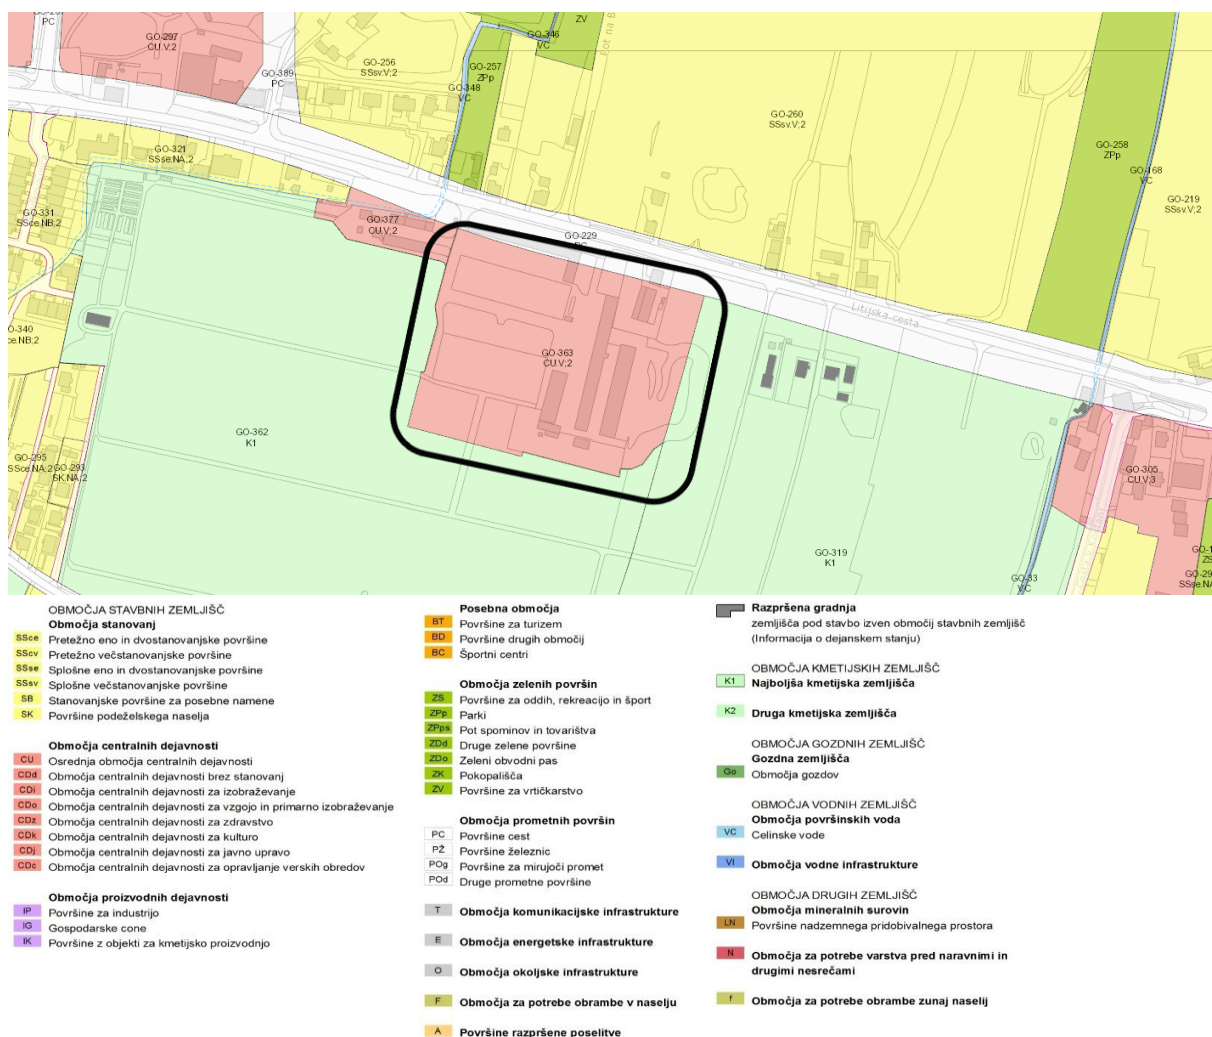 PC
GO-297
CU.V;2
GO-389
PC
GO-256
SSsv.V;2
GO-257
ZPp
GO-348
VC
GO-346
VC
ZV
Pot na B
GO-260
SSsv.V;2
GO-258
ZPp
GO-168
VC
GO-219
SSsv.V;2
GO-321
SSse.NA;2
GO-331
SSce.NB;2
GO-377
CU.V;2
GO-229
PC
Litijska cesta
GO-363
CU.V;2
GO-362
K1
GO-295
SSce.NA;2
GO-293
SK.NA;2
GO-319
K1
GO-305
CU.V;3
GO-33
VC
OBMOČJA STAVBNIH ZEMLJIŠČ
Območja stanovanj
SSce Pretežno eno in dvostanovanjske površine
SScv Pretežno večstanovanjske površine
SSse Splošne eno in dvostanovanjske površine
SSsv Splošne večstanovanjske površine
SB Stanovanjske površine za posebne namene
SK Površine podeželskega naselja
Območja centralnih dejavnosti
CU Osrednja območja centralnih dejavnosti
CDd Območja centralnih dejavnosti brez stanovanj
CDi Območja centralnih dejavnosti za izobraževanje
CDo Območja centralnih dejavnosti za vzgojo in primarno izobraževanje
CDz Območja centralnih dejavnosti za zdravstvo
CDk Območja centralnih dejavnosti za kulturo
CDj Območja centralnih dejavnosti za javno upravo
CDc Območja centralnih dejavnosti za opravljanje verskih obredov
Območja proizvodnih dejavnosti
IP Površine za industrijo
IG Gospodarske cone
IK Površine z objekti za kmetijsko proizvodnjo
Posebna območja
BT Površine za turizem
BD Površine drugih območij
BC Športni centri
Območja zelenih površin
ZS Površine za oddih, rekreacijo in šport
ZPp Parki
ZPps Pot spominov in tovarištva
ZDd Druge zelene površine
ZDo Zeleni obvodni pas
ZK Pokopališča
ZV Površine za vrtičkarstvo
Območja prometnih površin
PC Površine cest
PŽ Površine železnic
POg Površine za mirujoči promet
POd Druge prometne površine
T Območja komunikacijske infrastrukture
E Območja energetske infrastrukture
O Območja okoljske infrastrukture
F Območja za potrebe obrambe v naselju
A Površine razpršene poselitve
Razpršena gradnja
zemljišča pod stavbo izven območij stavbnih zemljišč
(Informacija o dejanskem stanju)
OBMOČJA KMETIJSKIH ZEMLJIŠČ
K1 Najboljša kmetijska zemljišča
K2 Druga kmetijska zemljišča
OBMOČJA GOZDNIH ZEMLJIŠČ
Gozdna zemljišča
Go Območja gozdov
OBMOČJA VODNIH ZEMLJIŠČ
Območja površinskih voda
VC Celinske vode
VI Območja vodne infrastrukture
OBMOČJA DRUGIH ZEMLJIŠČ
Območja mineralnih surovin
LN Površine nadzemnega pridobivalnega prostora
N Območja za potrebe varstva pred naravnimi in
drugimi nesrečami
f Območja za potrebe obrambe zunaj naselij